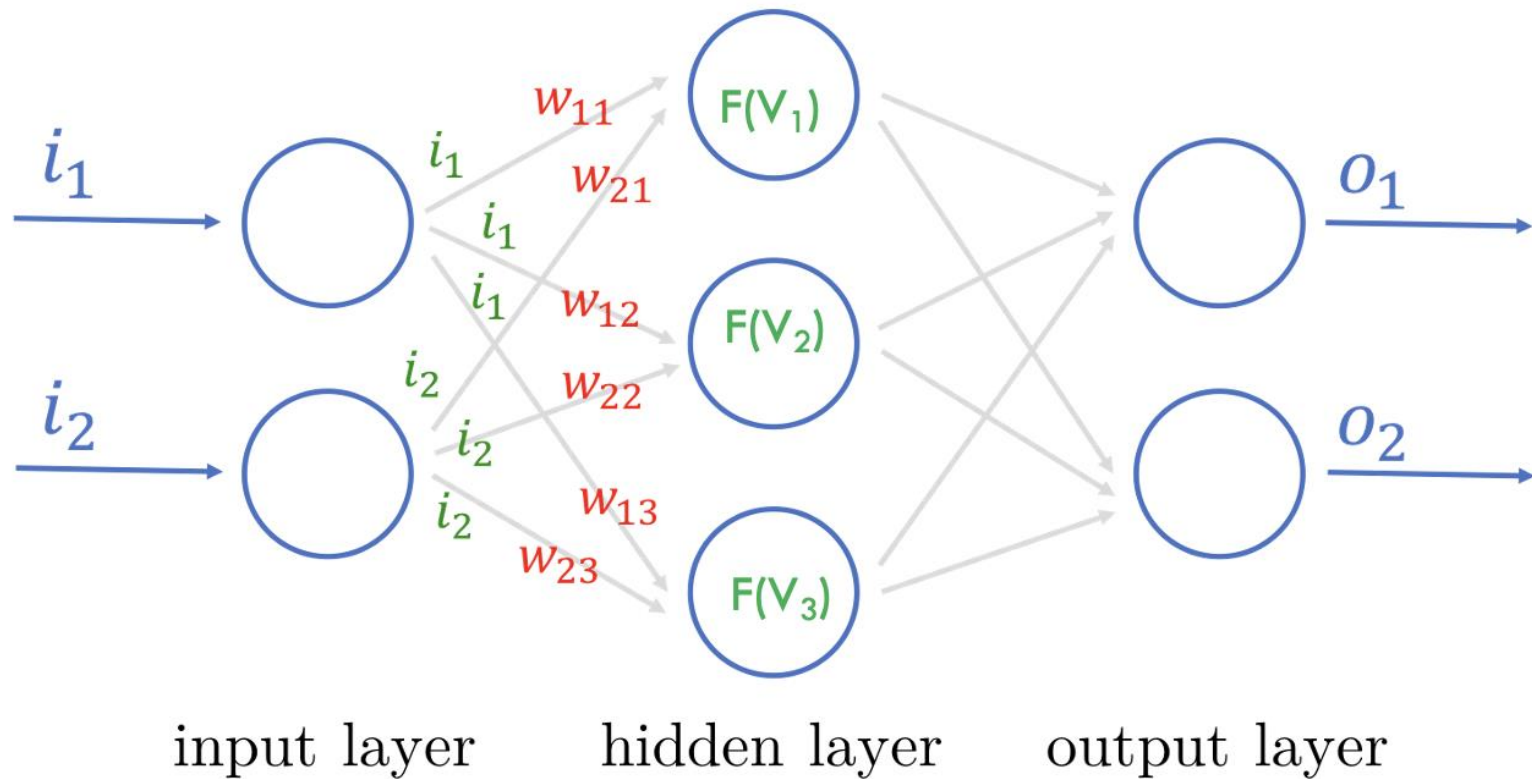 i₁
i₂
i₁
i₁
i₁
i₂
i₂
i₂
w₁₁
w₂₁
w₁₂
w₂₂
w₁₃
w₂₃
F(V₁)
F(V₂)
F(V₃)
o₁
o₂
input layer
hidden layer
output layer